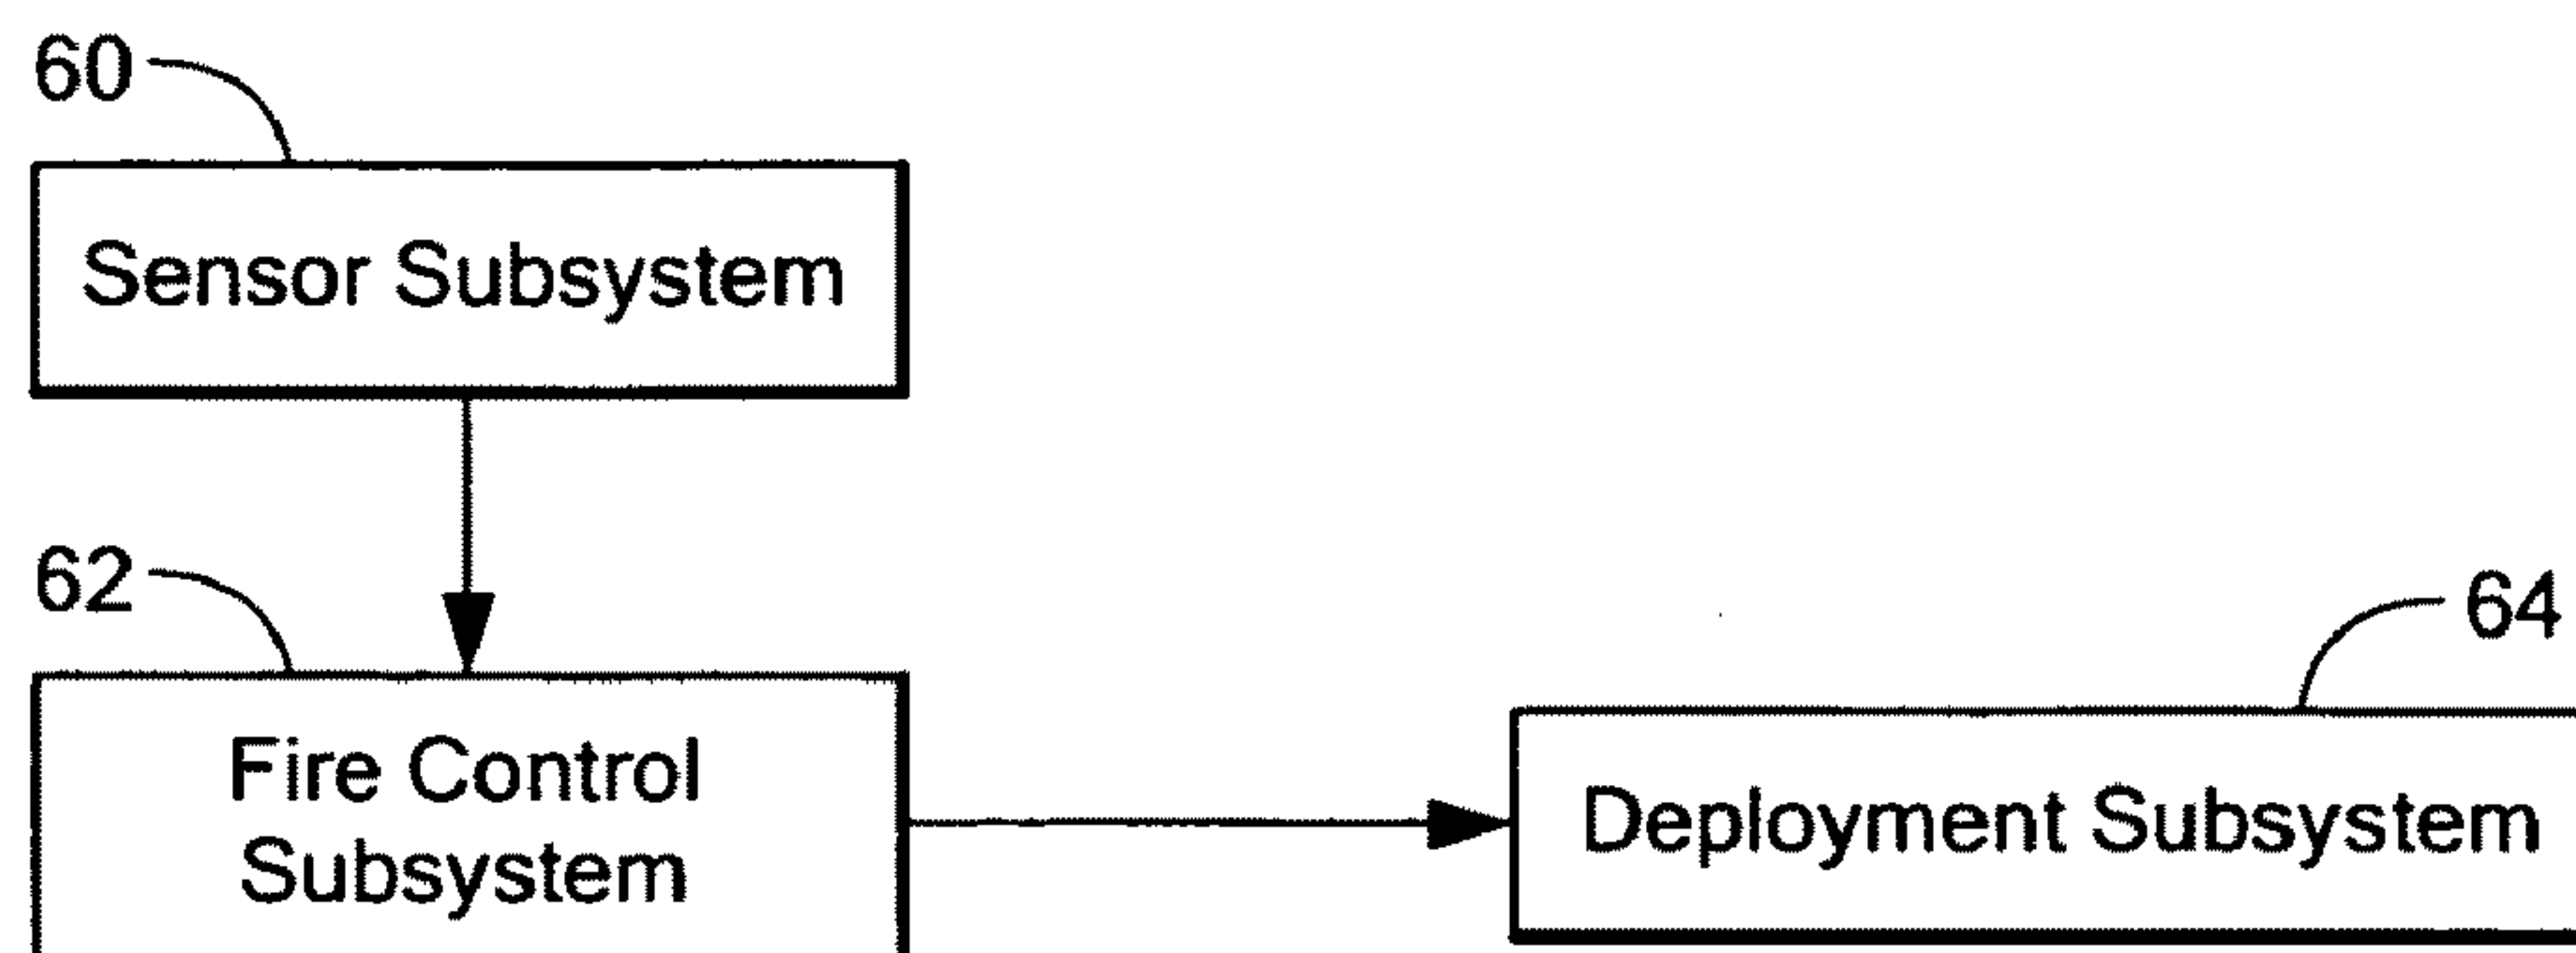 60
Sensor Subsystem
62
Fire Control
Subsystem
64
Deployment Subsystem